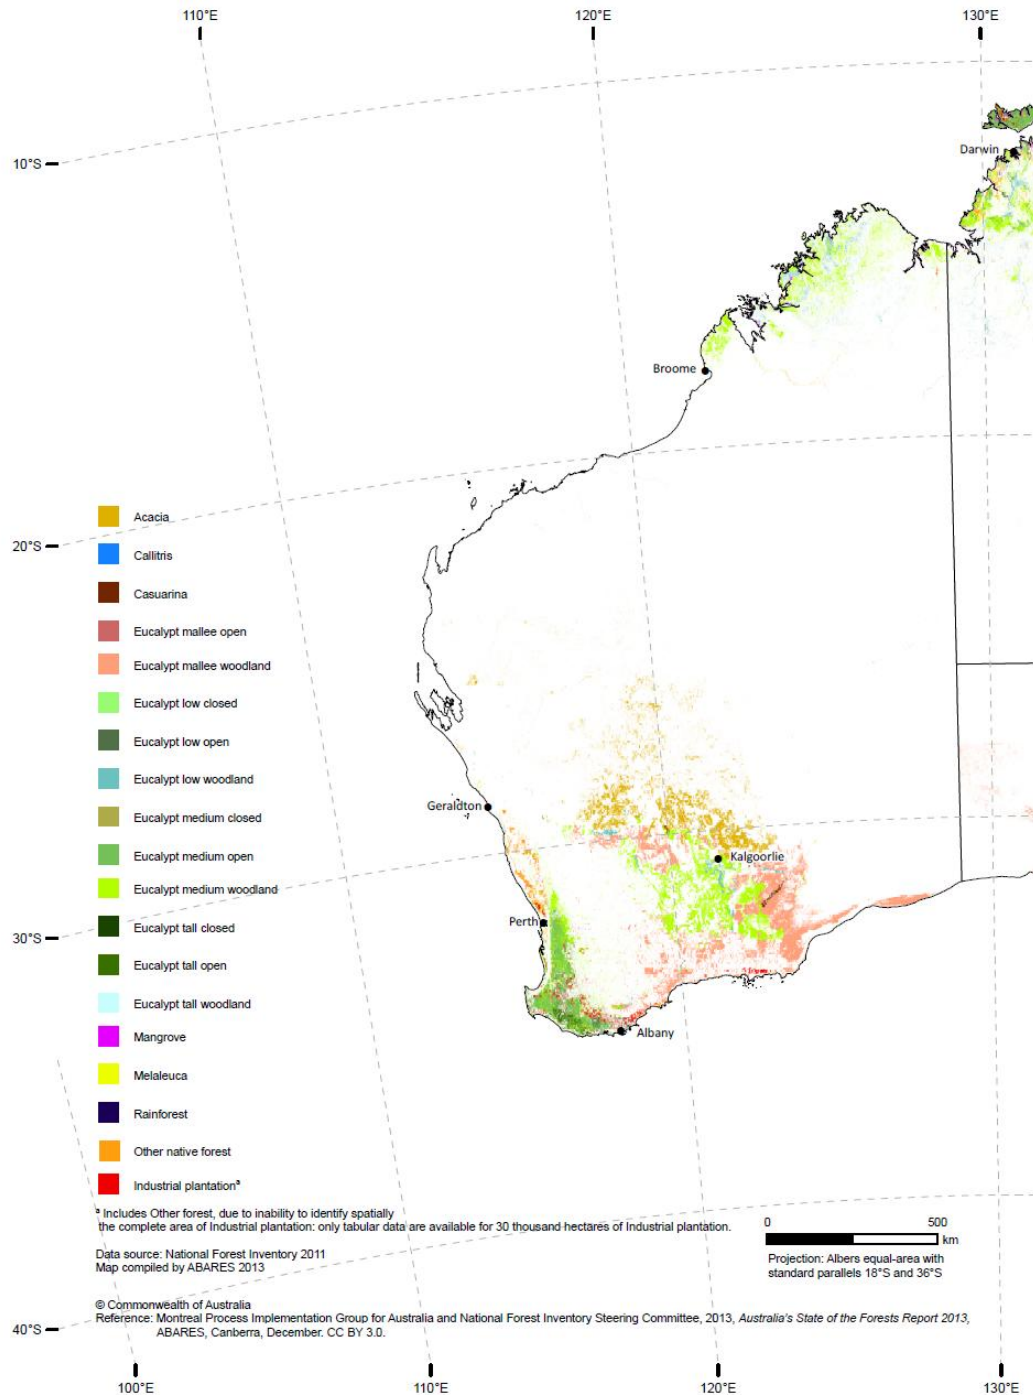 110°E
120°E
130°E
10°S
Darwin
Broome
20°S
Acacia
Callitris
Casuarina
Eucalypt mallee open
Eucalypt mallee woodland
Eucalypt low closed
Eucalypt low open
Eucalypt low woodland
Eucalypt medium closed
Eucalypt medium open
Eucalypt medium woodland
Eucalypt tall closed
Eucalypt tall open
Eucalypt tall woodland
Mangrove
Melaleuca
Rainforest
Other native forest
Industrial plantationᵃ
Geraldton
Kalgoorlie
Perth
30°S
Albany
ᵃ Includes Other forest, due to inability to identify spatially
the complete area of Industrial plantation: only tabular data are available for 30 thousand hectares of Industrial plantation.
0 500
km
Projection: Albers equal-area with
standard parallels 18°S and 36°S
Data source: National Forest Inventory 2011
Map compiled by ABARES 2013
© Commonwealth of Australia
Reference: Montreal Process Implementation Group for Australia and National Forest Inventory Steering Committee, 2013, Australia's State of the Forests Report 2013,
ABARES, Canberra, December. CC BY 3.0.
40°S
100°E
110°E
120°E
130°E